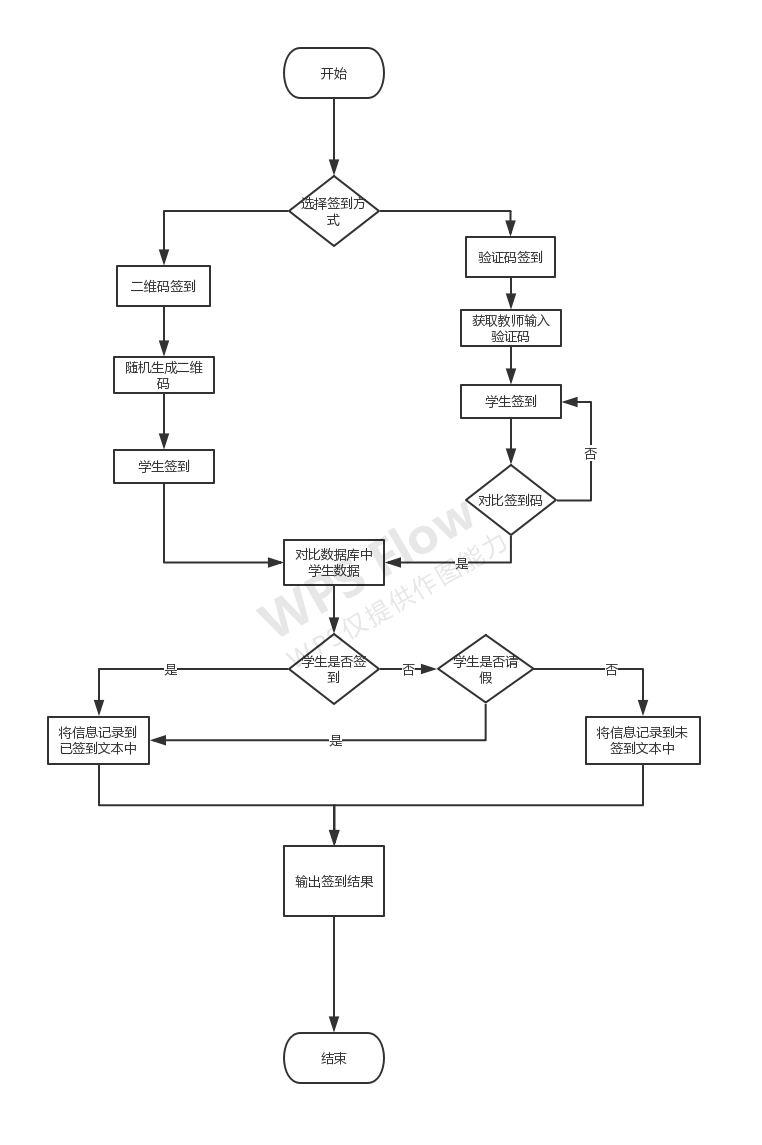 开始
选择签到方
式
二维码签到
验证码签到
获取教师输入
验证码
随机生成二维
码
学生签到
否
学生签到
对比签到码
对比数据库中
学生数据
是
WPS Flow
WPS仅提供作图能力
是
学生是否签
到
否
学生是否请
假
否
将信息记录到
已签到文本中
是
将信息记录到未
签到文本中
输出签到结果
结束